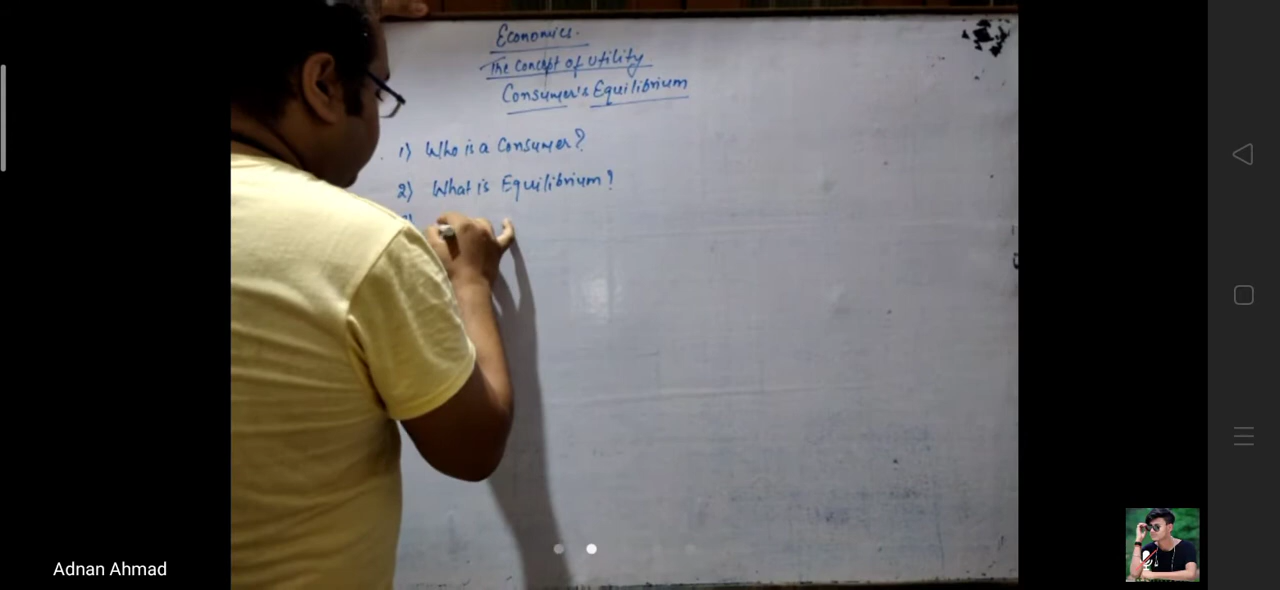 Economics.
The Concept of Utility
Consumer's Equilibrium
1) Who is a Consumer?
2) What is Equilibrium?
Adnan Ahmad